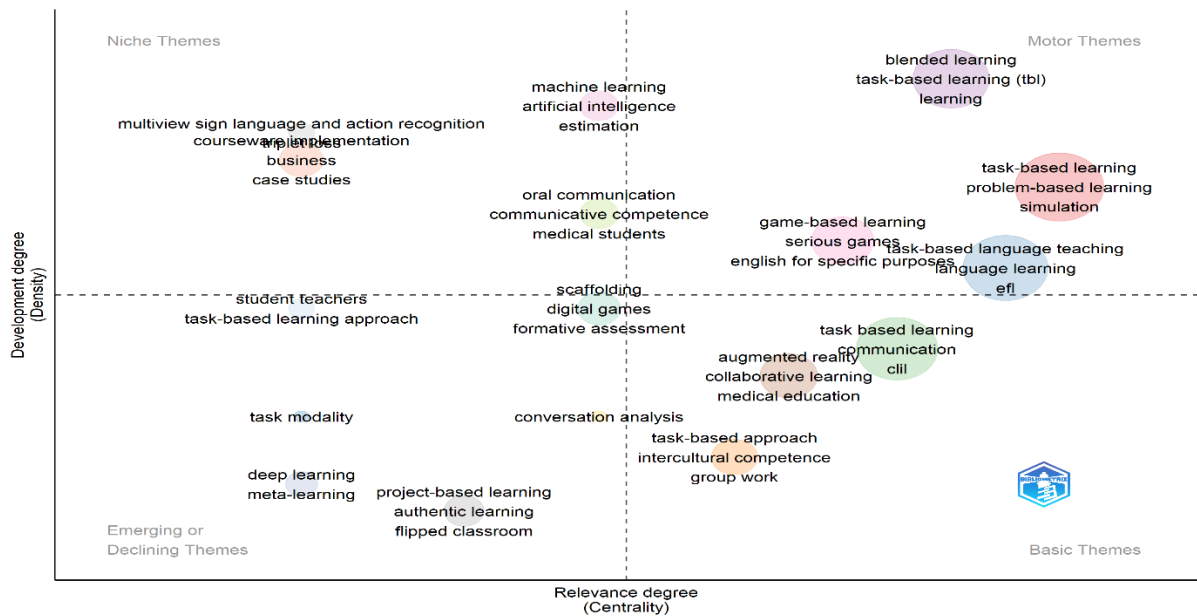 Niche Themes
Motor Themes
blended learning
task-based learning (tbl)
learning
machine learning
artificial intelligence
estimation
multiview sign language and action recognition
courseware implementation
triplet loss
business
case studies
task-based learning
problem-based learning
simulation
oral communication
communicative competence
medical students
game-based learning
serious games
english for specific purposes
task-based language teaching
language learning
efl
student teachers
task-based learning approach
scaffolding
digital games
formative assessment
task based learning
communication
clil
augmented reality
collaborative learning
medical education
task modality
conversation analysis
task-based approach
intercultural competence
group work
deep learning
meta-learning
project-based learning
authentic learning
flipped classroom
Emerging or
Declining Themes
Basic Themes
BIBLIOMETRIX
Development degree
(Density)
Relevance degree
(Centrality)